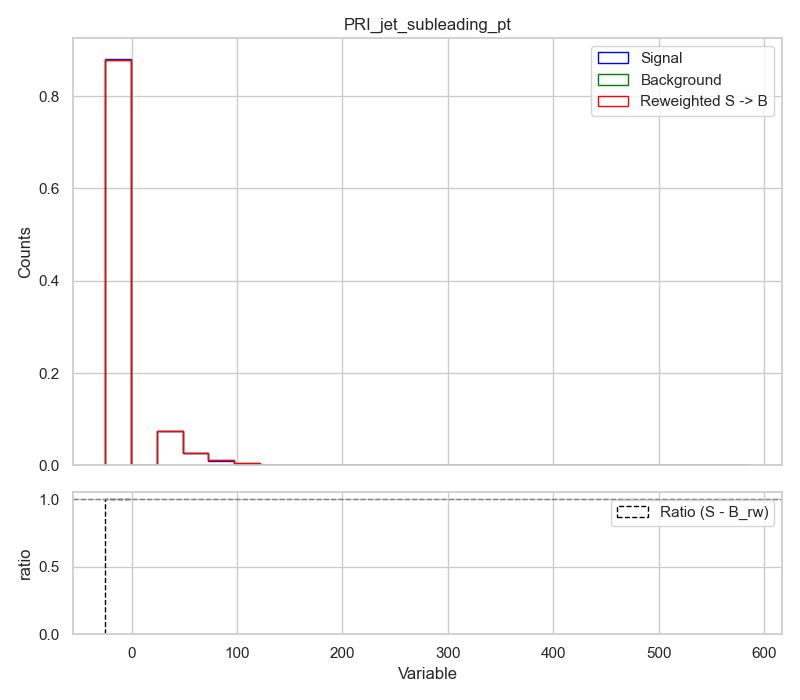 PRI_jet_subleading_pt
Signal
Background
Reweighted S -> B
Counts
0.8
0.6
0.4
0.2
0.0
Ratio (S - B_rw)
ratio
1.0
0.5
0.0
0 100 200 300 400 500 600
Variable